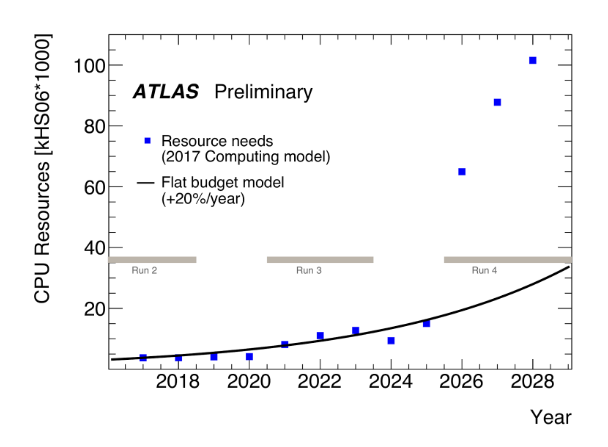 CPU Resources [kHS06*1000]
100
80
60
40
20
ATLAS Preliminary
Resource needs
(2017 Computing model)
Flat budget model
(+20%/year)
Run 2
Run 3
Run 4
2018
2020
2022
2024
2026
2028
Year